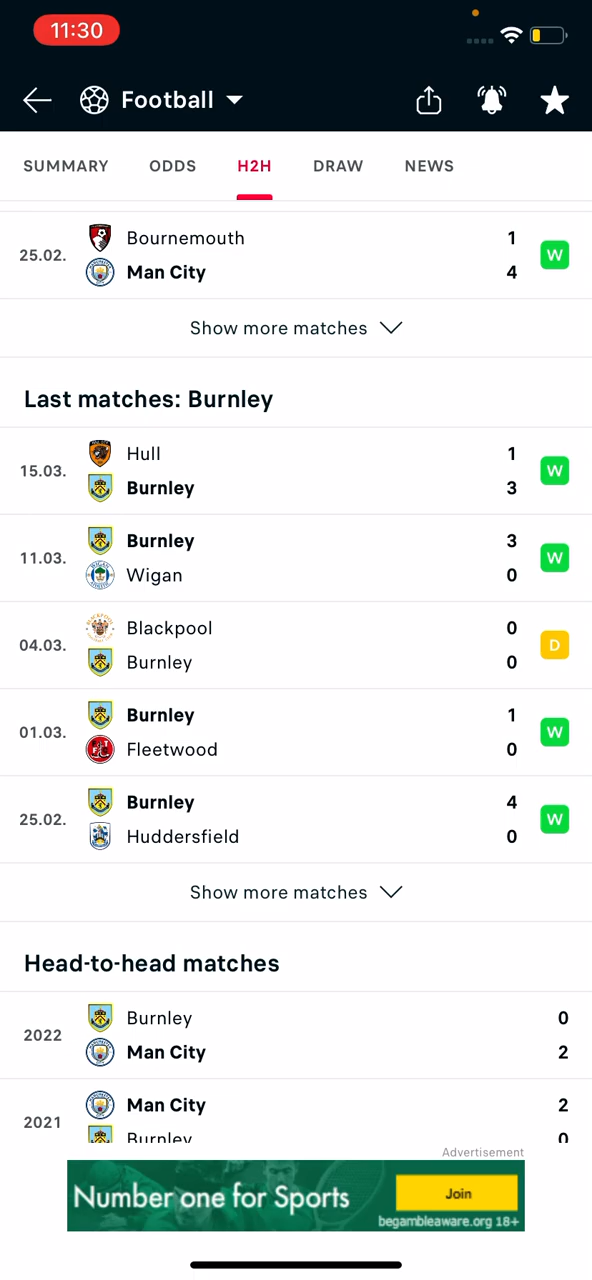 11:30
Football
SUMMARY ODDS H2H DRAW NEWS
25.02.
Bournemouth 1
Man City 4
W
Show more matches
Last matches: Burnley
15.03.
Hull 1
Burnley 3
W
11.03.
Burnley 3
Wigan 0
W
04.03.
Blackpool 0
Burnley 0
D
01.03.
Burnley 1
Fleetwood 0
W
25.02.
Burnley 4
Huddersfield 0
W
Show more matches
Head-to-head matches
2022
Burnley 0
Man City 2
2021
Man City 2
Burnley 0
Advertisement
Number one for Sports
Join
begambleaware.org 18+